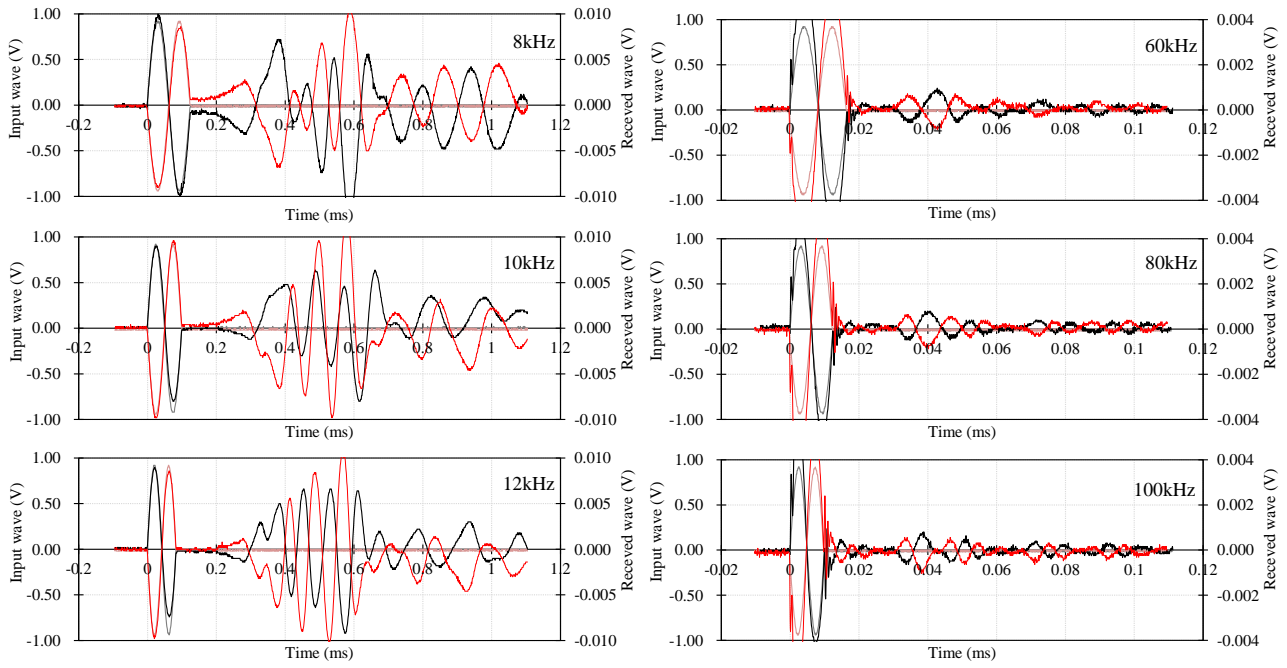 1.00 0.010
8kHz
0.50 0.005
0.00 0.000
-0.2 0 0.2 0.4 0.6 0.8 1 1.2
-0.50 -0.005
-1.00 -0.010
Input wave (V)
Receved wave (V)
Time (ms)
1.00 0.010
10kHz
0.50 0.005
0.00 0.000
-0.2 0 0.2 0.4 0.6 0.8 1 1.2
-0.50 -0.005
-1.00 -0.010
Input wave (V)
Receved wave (V)
Time (ms)
1.00 0.010
12kHz
0.50 0.005
0.00 0.000
-0.2 0 0.2 0.4 0.6 0.8 1 1.2
-0.50 -0.005
-1.00 -0.010
Input wave (V)
Receved wave (V)
Time (ms)
1.00 0.004
60kHz
0.50 0.002
0.00 0.000
-0.02 0 0.02 0.04 0.06 0.08 0.1 0.12
-0.50 -0.002
-1.00 -0.004
Input wave (V)
Receved wave (V)
Time (ms)
1.00 0.004
80kHz
0.50 0.002
0.00 0.000
-0.02 0 0.02 0.04 0.06 0.08 0.1 0.12
-0.50 -0.002
-1.00 -0.004
Input wave (V)
Receved wave (V)
Time (ms)
1.00 0.004
100kHz
0.50 0.002
0.00 0.000
-0.02 0 0.02 0.04 0.06 0.08 0.1 0.12
-0.50 -0.002
-1.00 -0.004
Input wave (V)
Receved wave (V)
Time (ms)